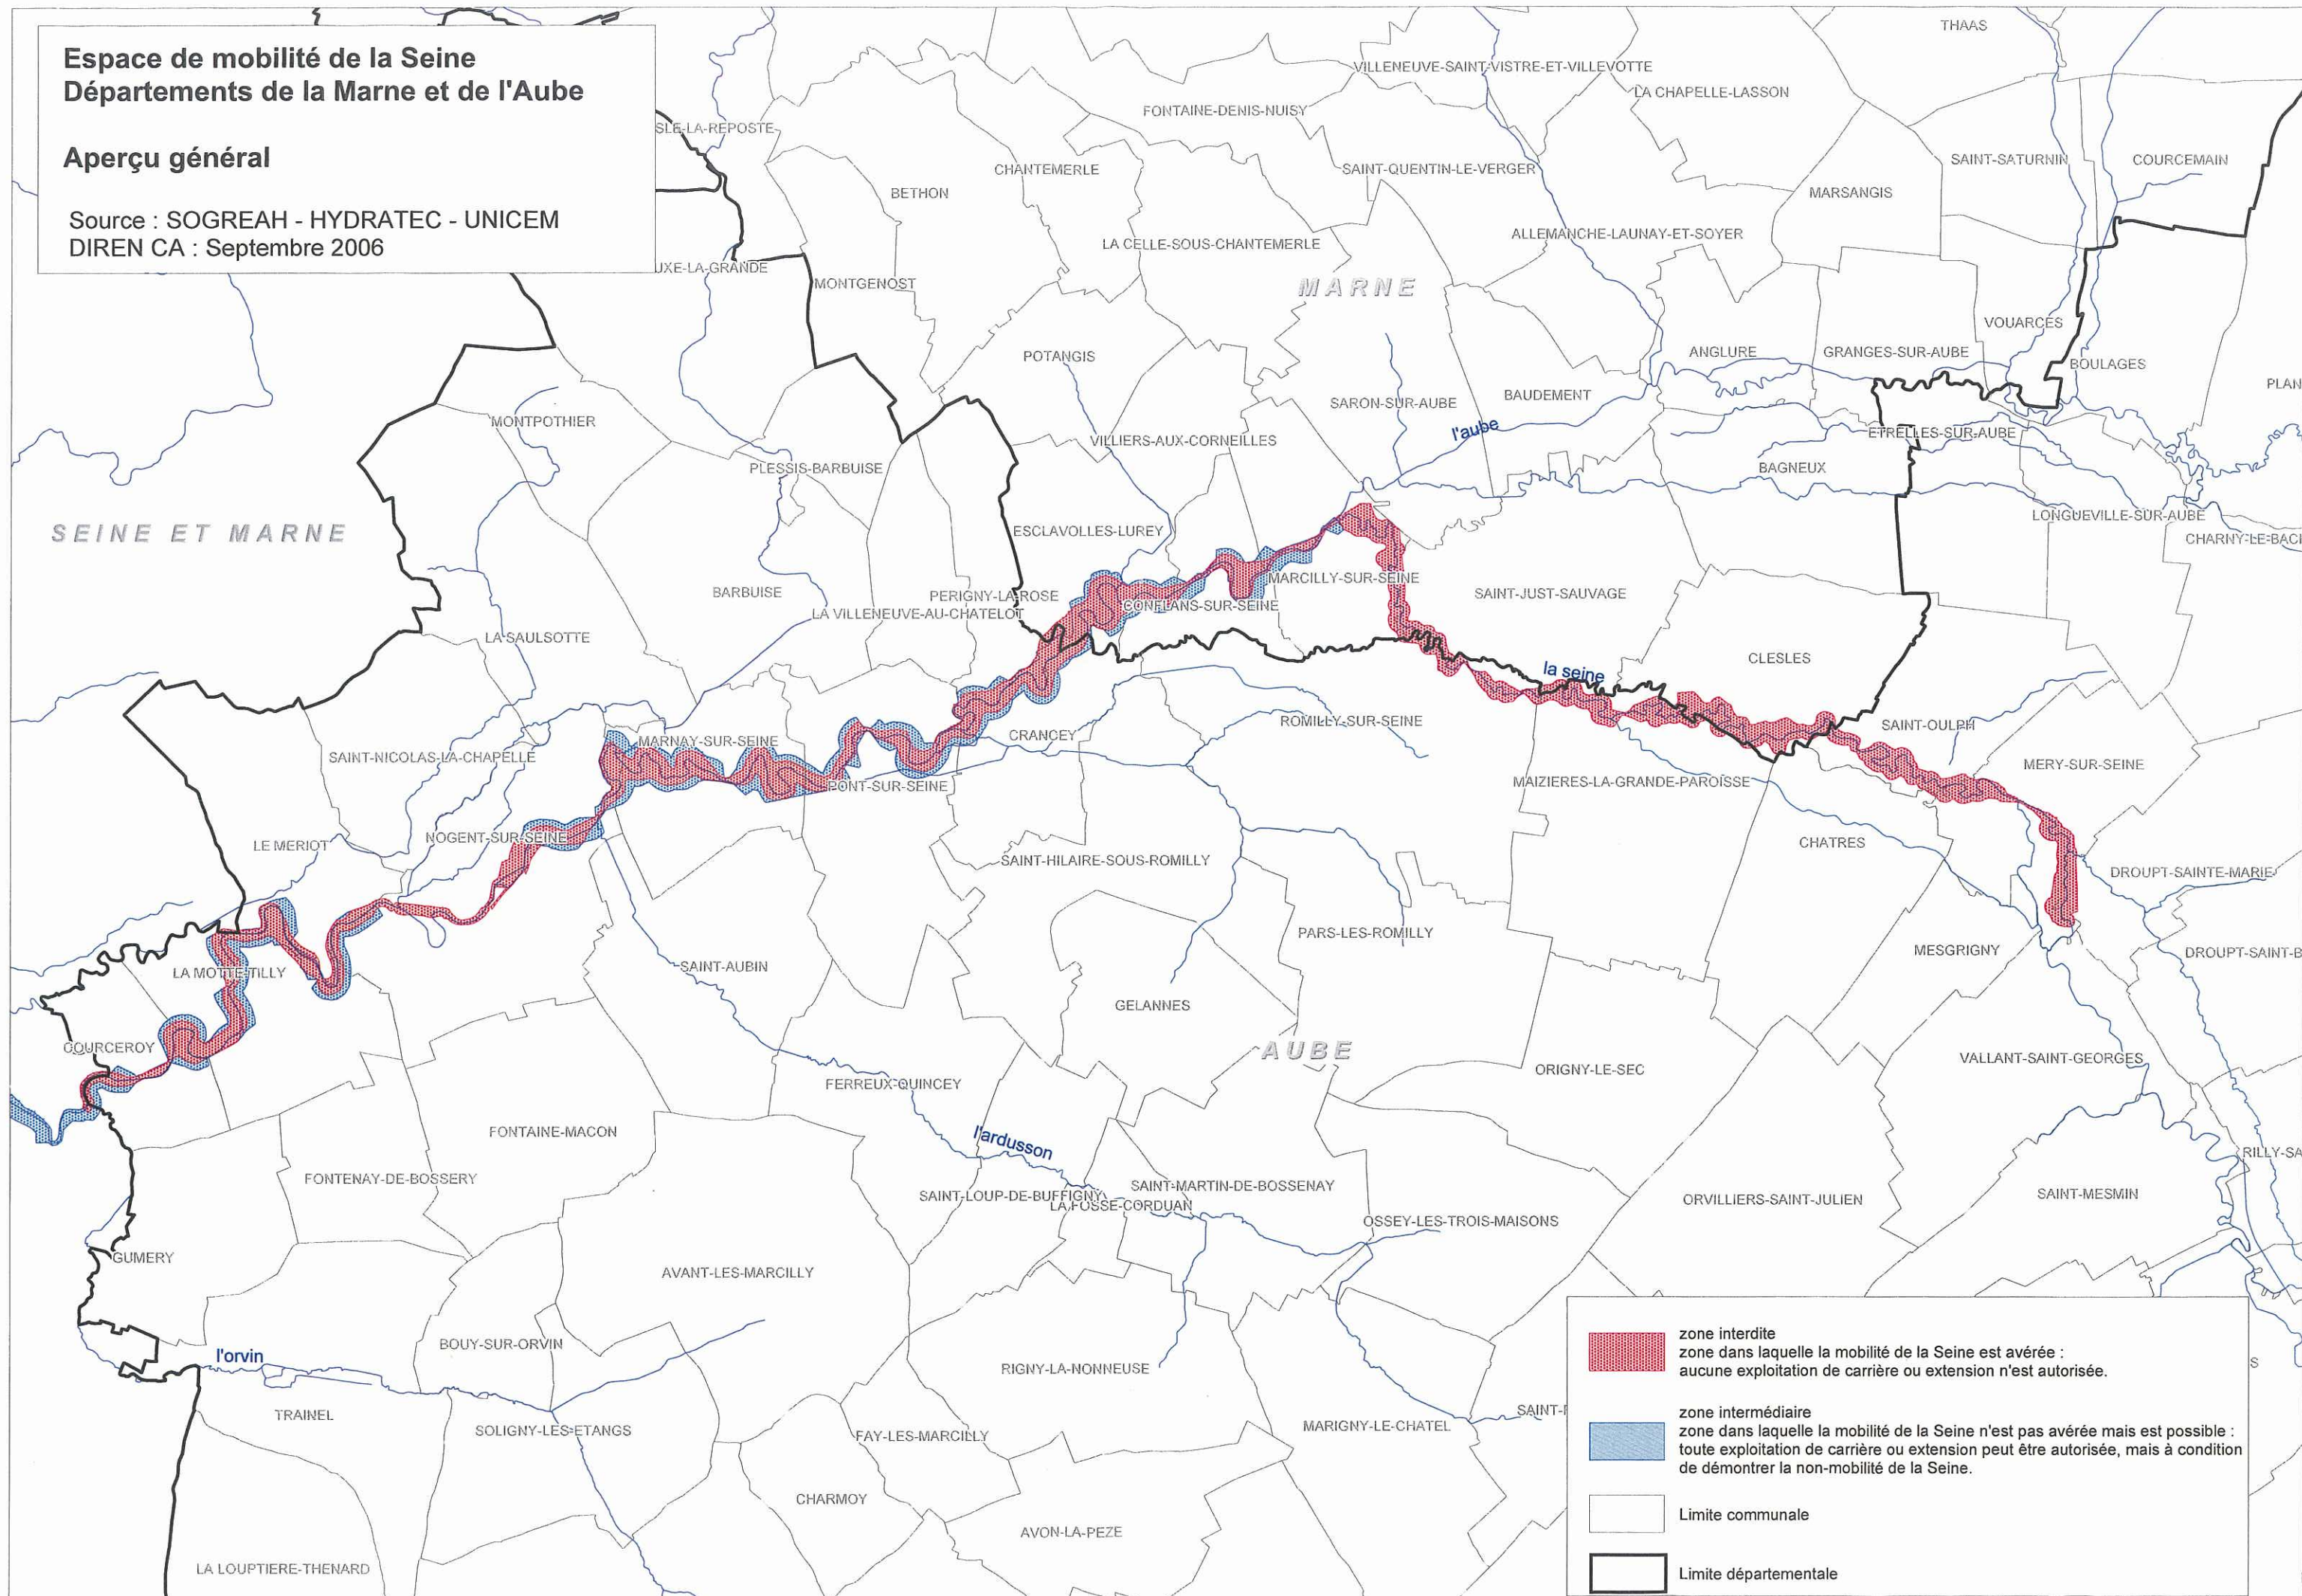 Espace de mobilité de la Seine
Départements de la Marne et de l'Aube
Aperçu général
Source : SOGREAH - HYDRATEC - UNICEM
DIREN CA : Septembre 2006
THAAS
VILLENEUVE-SAINT-VISTRE-ET-VILLEVOTTE
LA CHAPELLE-LASSON
FONTAINE-DENIS-NUISY
SLE-LA-REPOSTE
SAINT-SATURNIN
COURCEMAIN
CHANTEMERLE
SAINT-QUENTIN-LE-VERGER
BETHON
MARSANGIS
LA CELLE-SOUS-CHANTEMERLE
ALLEMANCHE-LAUNAY-ET-SOYER
UXE-LA-GRANDE
MONTGENOST
MARNE
VOUARCES
POTANGIS
ANGLURE
GRANGES-SUR-AUBE
BOULAGES
PLAN
BAUDEMENT
SARON-SUR-AUBE
MONTPOTHIER
l'aube
VILLIERS-AUX-CORNEILLES
ETRELLES-SUR-AUBE
PLESSIS-BARBUISE
BAGNEUX
SEINE ET MARNE
ESCLAVOLLES-LUREY
LONGUEVILLE-SUR-AUBE
CHARNY-LE-BACH
MARCILLY-SUR-SEINE
BARBUISE
PERIGNY-LA-ROSE
CONFLANS-SUR-SEINE
SAINT-JUST-SAUVAGE
LA VILLENEUVE-AU-CHATELOT
LA SAULSOTTE
CLESLES
la seine
ROMILLY-SUR-SEINE
SAINT-OULPH
CRANCEY
MARNAY-SUR-SEINE
SAINT-NICOLAS-LA-CHAPELLE
MERY-SUR-SEINE
PONT-SUR-SEINE
MAIZIERES-LA-GRANDE-PAROISSE
NOGENT-SUR-SEINE
LE MERIOT
CHATRES
SAINT-HILAIRE-SOUS-ROMILLY
DROUPT-SAINTE-MARIE
PARS-LES-ROMILLY
MESGRIGNY
DROUPT-SAINT-B
LA MOTTE-TILLY
SAINT-AUBIN
GELANNES
COURCEROY
AUBE
VALLANT-SAINT-GEORGES
ORIGNY-LE-SEC
FERREUX-QUINCEY
FONTAINE-MACON
l'ardusson
RILLY-SA
FONTENAY-DE-BOSSERY
SAINT-LOUP-DE-BUFFIGNY
SAINT-MARTIN-DE-BOSSENAY
LA FOSSE-CORDUAN
ORVILLIERS-SAINT-JULIEN
SAINT-MESMIN
OSSEY-LES-TROIS-MAISONS
GUMERY
AVANT-LES-MARCILLY
BOUY-SUR-ORVIN
l'orvin
RIGNY-LA-NONNEUSE
S
TRAINEL
SOLIGNY-LES-ETANGS
FAY-LES-MARCILLY
MARIGNY-LE-CHATEL
CHARMOY
AVON-LA-PEZE
LA LOUPTIERE-THENARD
zone interdite
zone dans laquelle la mobilité de la Seine est avérée :
aucune exploitation de carrière ou extension n'est autorisée.
zone intermédiaire
zone dans laquelle la mobilité de la Seine n'est pas avérée mais est possible :
toute exploitation de carrière ou extension peut être autorisée, mais à condition
de démontrer la non-mobilité de la Seine.
Limite communale
Limite départementale